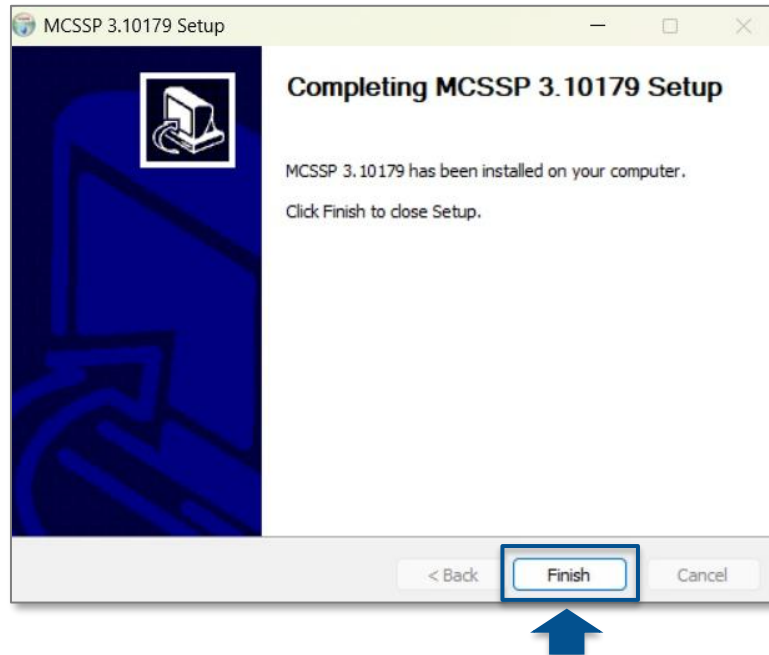 MCSSP 3.10179 Setup
Completing MCSSP 3.10179 Setup
MCSSP 3.10179 has been installed on your computer.
Click Finish to close Setup.
< Back Finish Cancel